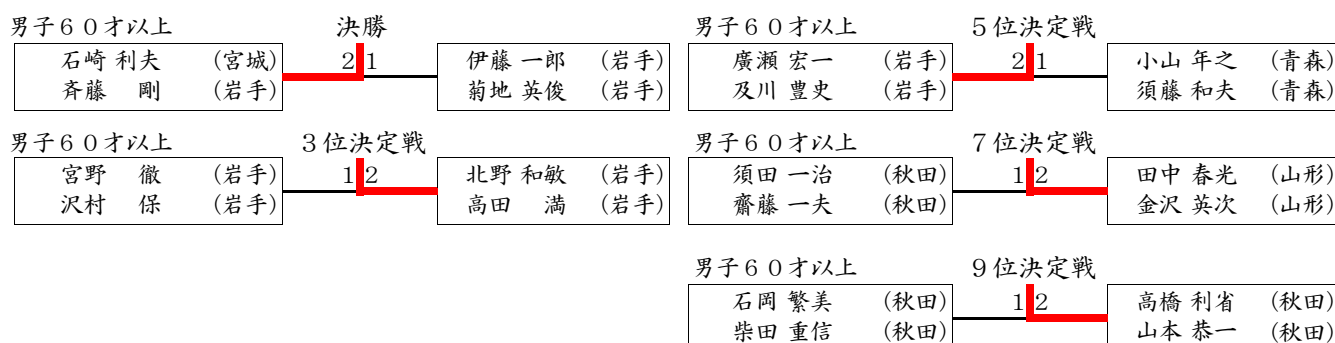 男子６０才以上 決勝
石崎 利夫 (宮城) 2 1 伊藤 一郎 (岩手)
斉藤 剛 (岩手) 菊地 英俊 (岩手)
男子６０才以上 ５位決定戦
廣瀬 宏一 (岩手) 2 1 小山 年之 (青森)
及川 豊史 (岩手) 須藤 和夫 (青森)
男子６０才以上 ３位決定戦
宮野 徹 (岩手) 1 2 北野 和敏 (岩手)
沢村 保 (岩手) 高田 満 (岩手)
男子６０才以上 ７位決定戦
須田 一治 (秋田) 1 2 田中 春光 (山形)
齋藤 一夫 (秋田) 金沢 英次 (山形)
男子６０才以上 ９位決定戦
石岡 繁美 (秋田) 1 2 高橋 利省 (秋田)
柴田 重信 (秋田) 山本 恭一 (秋田)